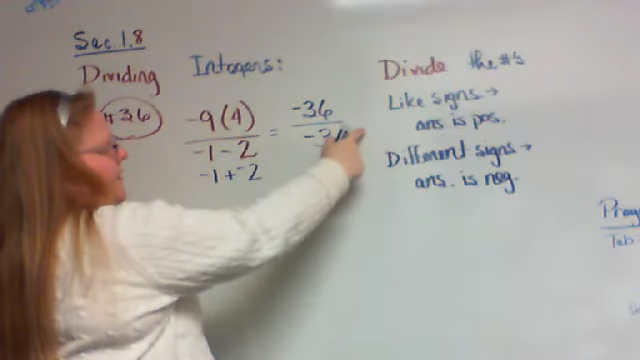 Sec. 1.8
Dividing Integers:
+36
-9(4)
-1-2
-1+-2
=
-36
Divide the #s
Like signs →
ans is pos.
Different signs →
ans. is neg.
Tab